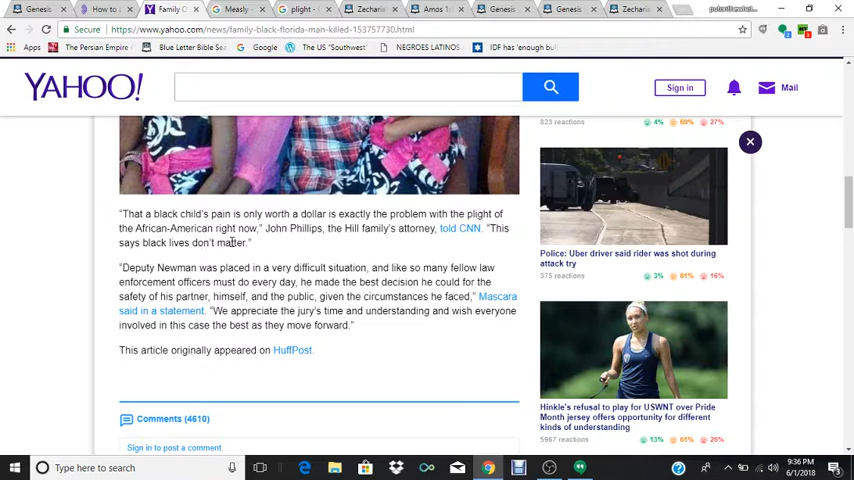 Genesis
How to a
Family C
Measly -
plight -
Zechari
Amos 1
Genesis
Genesis
Zecharia
Secure
https://www.yahoo.com/news/family-black-florida-man-killed-153757730.html
Apps
The Persian Empire
Blue Letter Bible Sea
Google
The US "Southwest"
NEGROES LATINOS
IDF has 'enough bul
YAHOO!
Sign in
Mail
823 reactions
4% 69% 27%
"That a black child's pain is only worth a dollar is exactly the problem with the plight of
the African-American right now," John Phillips, the Hill family's attorney, told CNN. "This
says black lives don't matter."
"Deputy Newman was placed in a very difficult situation, and like so many fellow law
enforcement officers must do every day, he made the best decision he could for the
safety of his partner, himself, and the public, given the circumstances he faced," Mascara
said in a statement. "We appreciate the jury's time and understanding and wish everyone
involved in this case the best as they move forward."
This article originally appeared on HuffPost.
Comments (4610)
Sign in to post a comment.
Police: Uber driver said rider was shot during
attack try
375 reactions
3% 81% 16%
Hinkle's refusal to play for USWNT over Pride
Month jersey offers opportunity for different
kinds of understanding
5967 reactions
13% 61% 26%
Type here to search
9:36 PM
6/1/2018